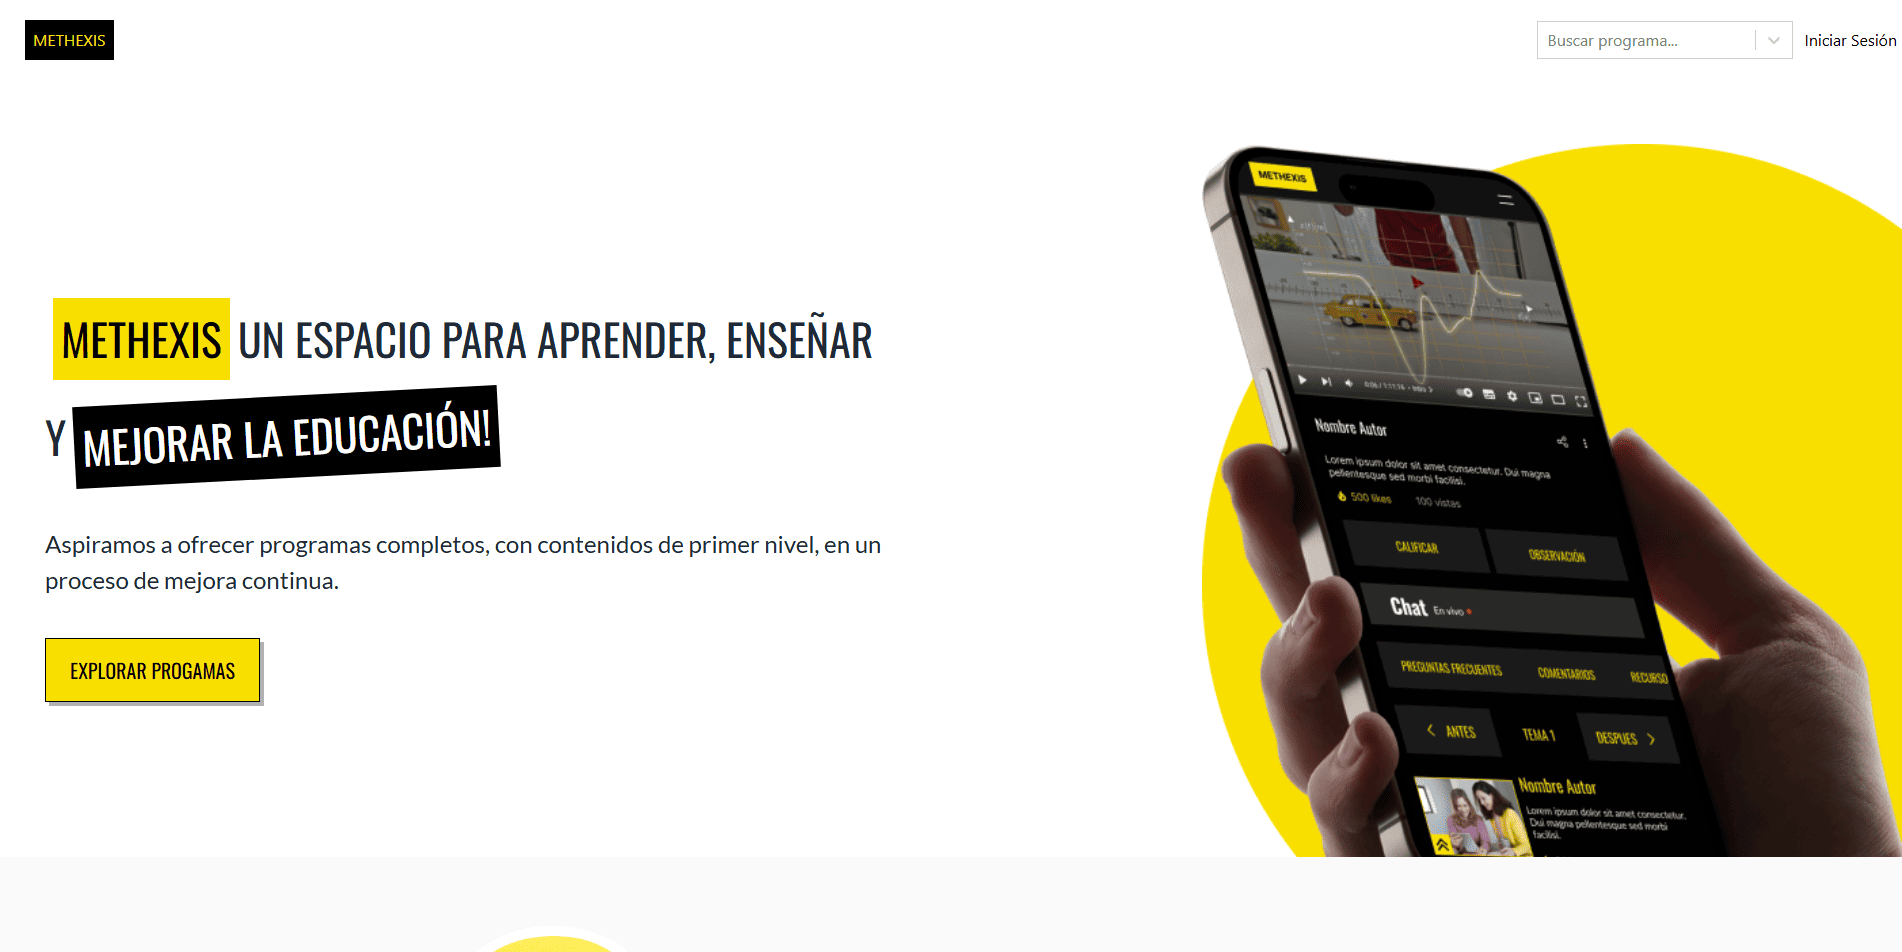 METHEXIS
Buscar programa...
Iniciar Sesión
METHEXIS UN ESPACIO PARA APRENDER, ENSEÑAR
Y MEJORAR LA EDUCACIÓN!
Aspiramos a ofrecer programas completos, con contenidos de primer nivel, en un
proceso de mejora continua.
EXPLORAR PROGAMAS
METHEXIS
Nombre Autor
Lorem ipsum dolor sit amet consectetur. Dui magna
pellentesque sed morbi facilisi.
500 likes 100 vistas
CALIFICAR OBSERVACIÓN
Chat En vivo
PREGUNTAS FRECUENTES COMENTARIOS RECURSO
ANTES TEMA 1 DESPUES
Nombre Autor
Lorem ipsum dolor sit amet consectetur.
Dui magna pellentesque sed morbi
facilisi.